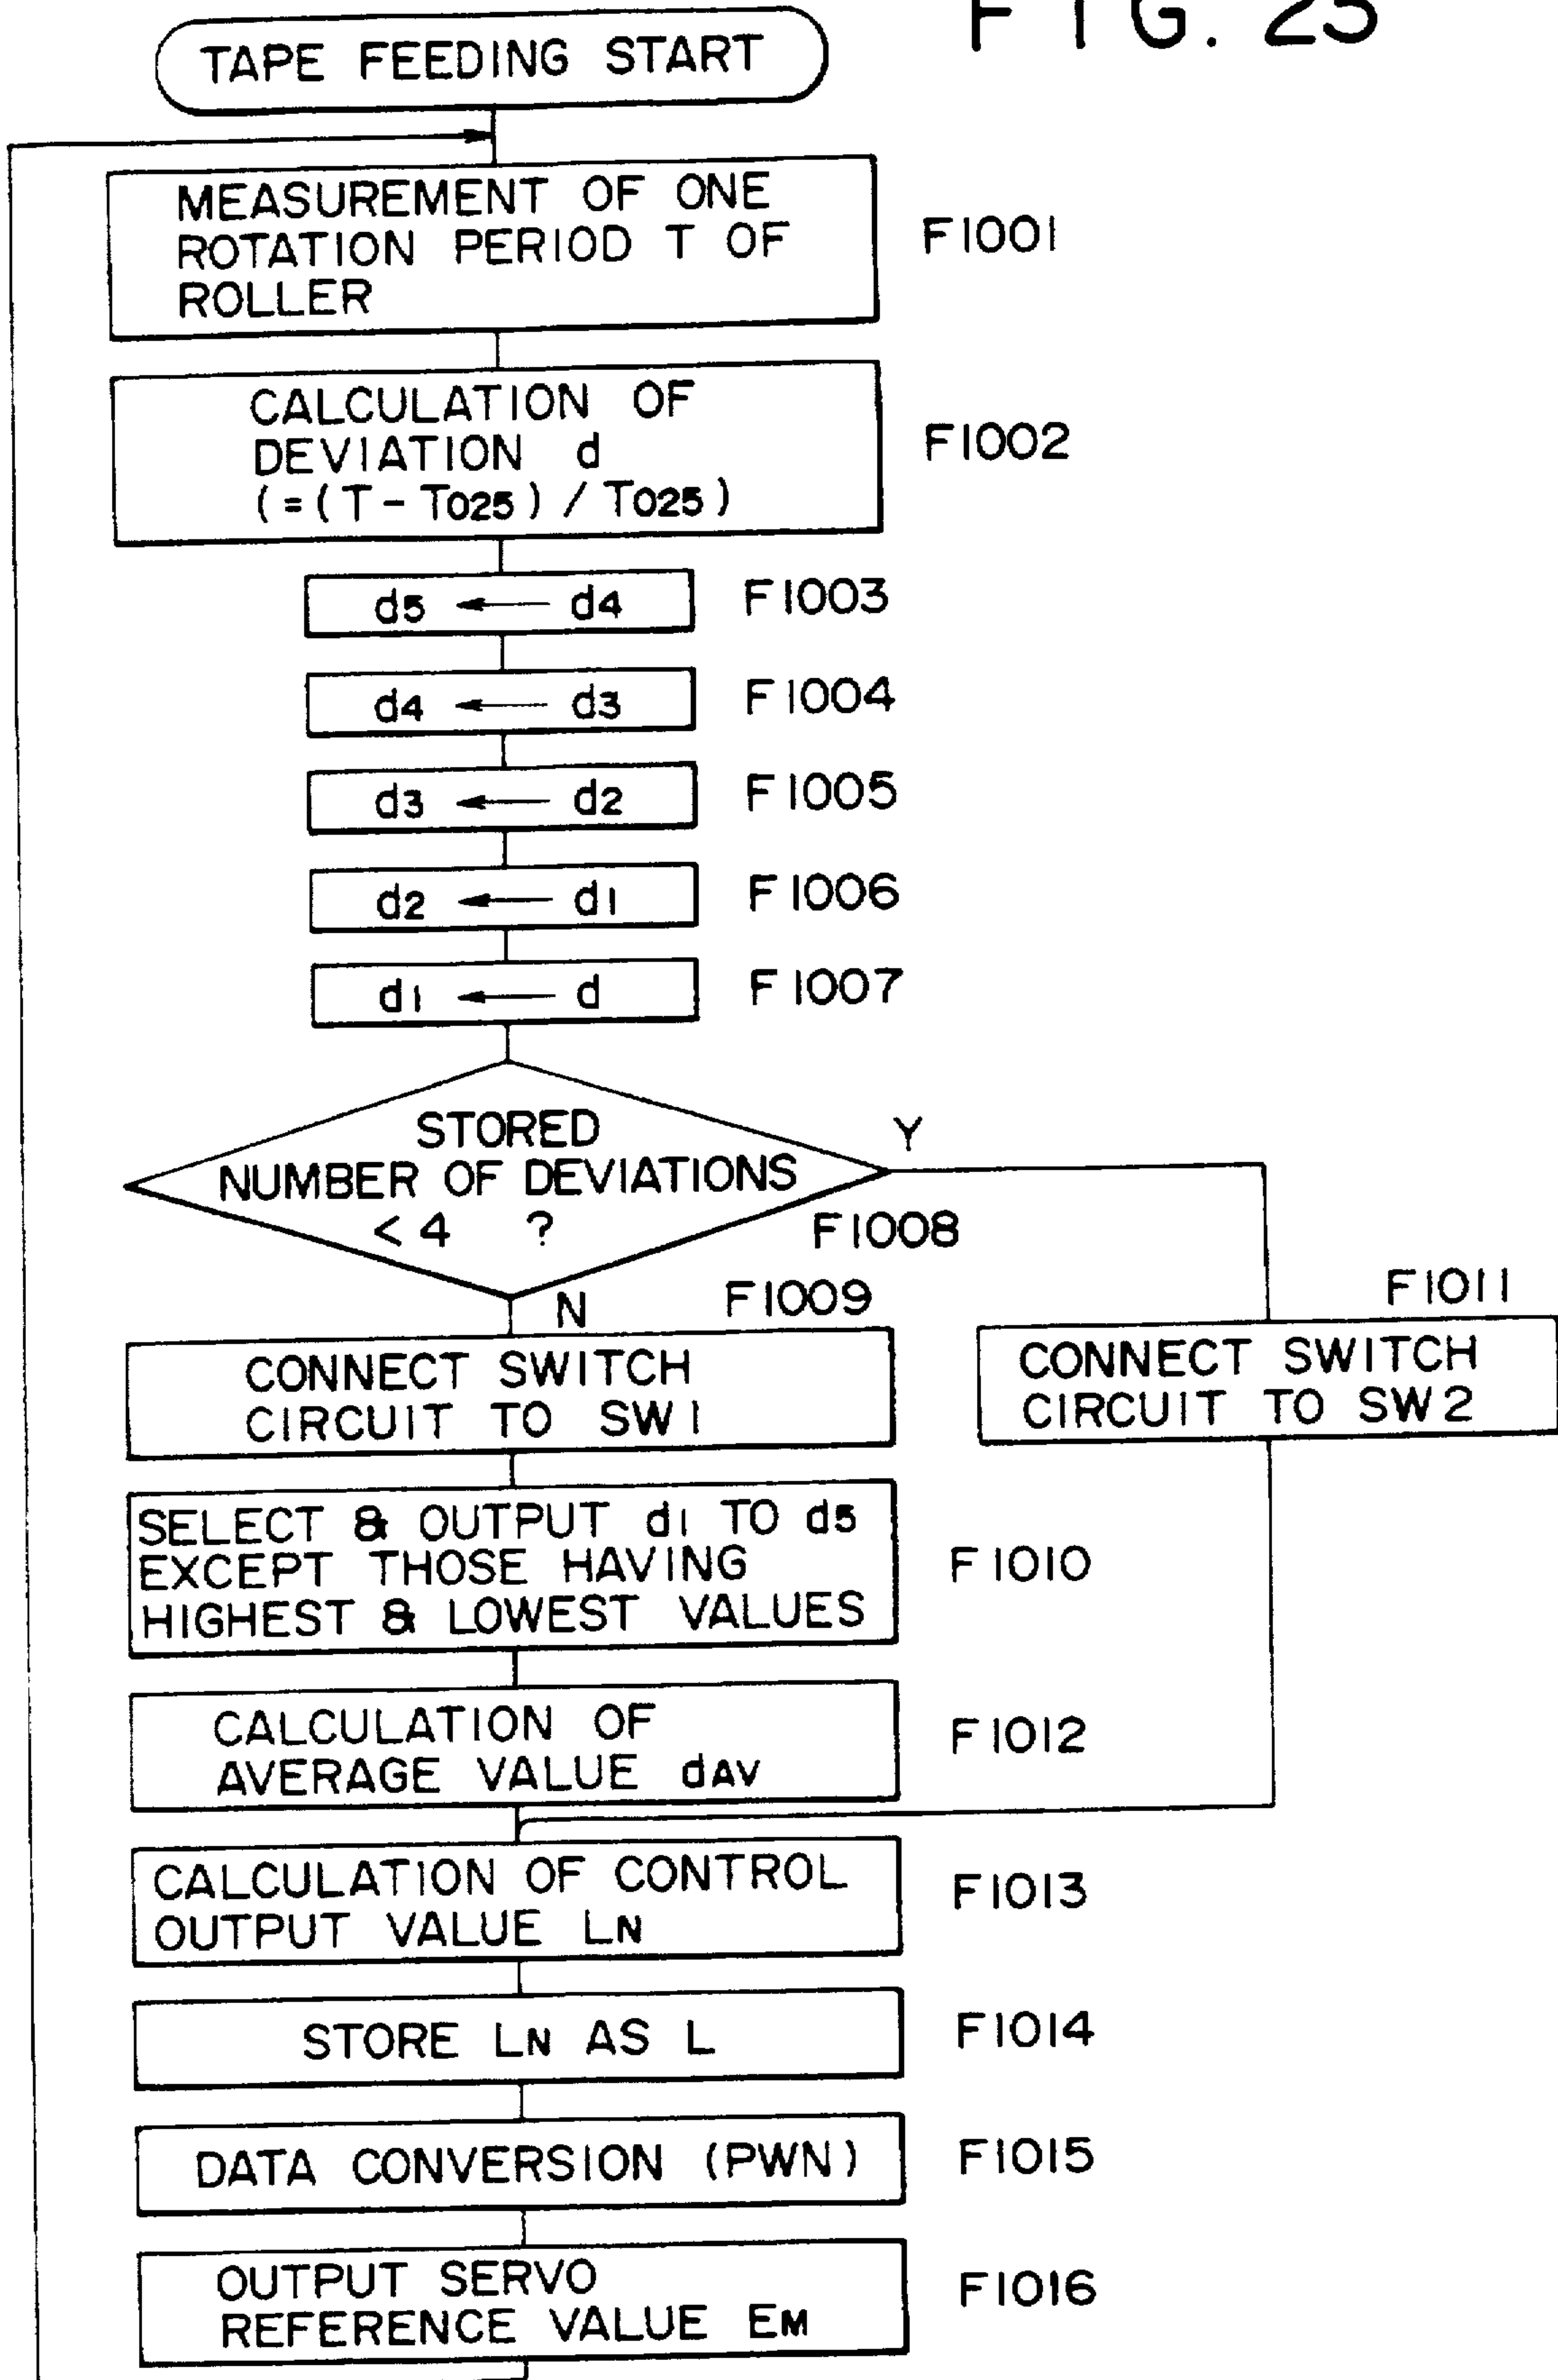 FIG. 25
TAPE FEEDING START
MEASUREMENT OF ONE
ROTATION PERIOD T OF
ROLLER
F1001
CALCULATION OF
DEVIATION d
(=(T-T025)/T025)
F1002
d5 ← d4
F1003
d4 ← d3
F1004
d3 ← d2
F1005
d2 ← d1
F1006
d1 ← d
F1007
STORED
NUMBER OF DEVIATIONS
<4 ?
F1008
Y
N
F1009
CONNECT SWITCH
CIRCUIT TO SW1
F1011
CONNECT SWITCH
CIRCUIT TO SW2
SELECT & OUTPUT d1 TO d5
EXCEPT THOSE HAVING
HIGHEST & LOWEST VALUES
F1010
CALCULATION OF
AVERAGE VALUE dAV
F1012
CALCULATION OF CONTROL
OUTPUT VALUE LN
F1013
STORE LN AS L
F1014
DATA CONVERSION (PWN)
F1015
OUTPUT SERVO
REFERENCE VALUE EM
F1016